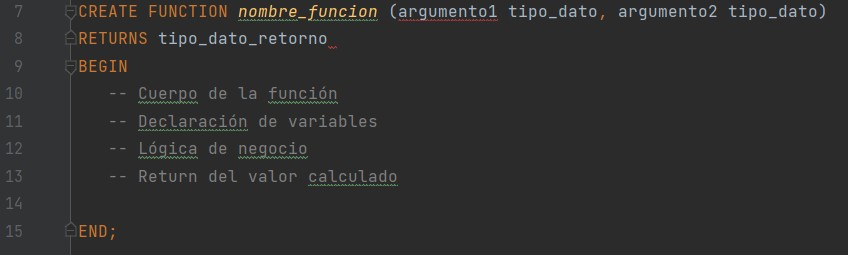 7 CREATE FUNCTION nombre_funcion (argumento1 tipo_dato, argumento2 tipo_dato)
8 RETURNS tipo_dato_retorno
9 BEGIN
10 -- Cuerpo de la función
11 -- Declaración de variables
12 -- Lógica de negocio
13 -- Return del valor calculado
14
15 END;